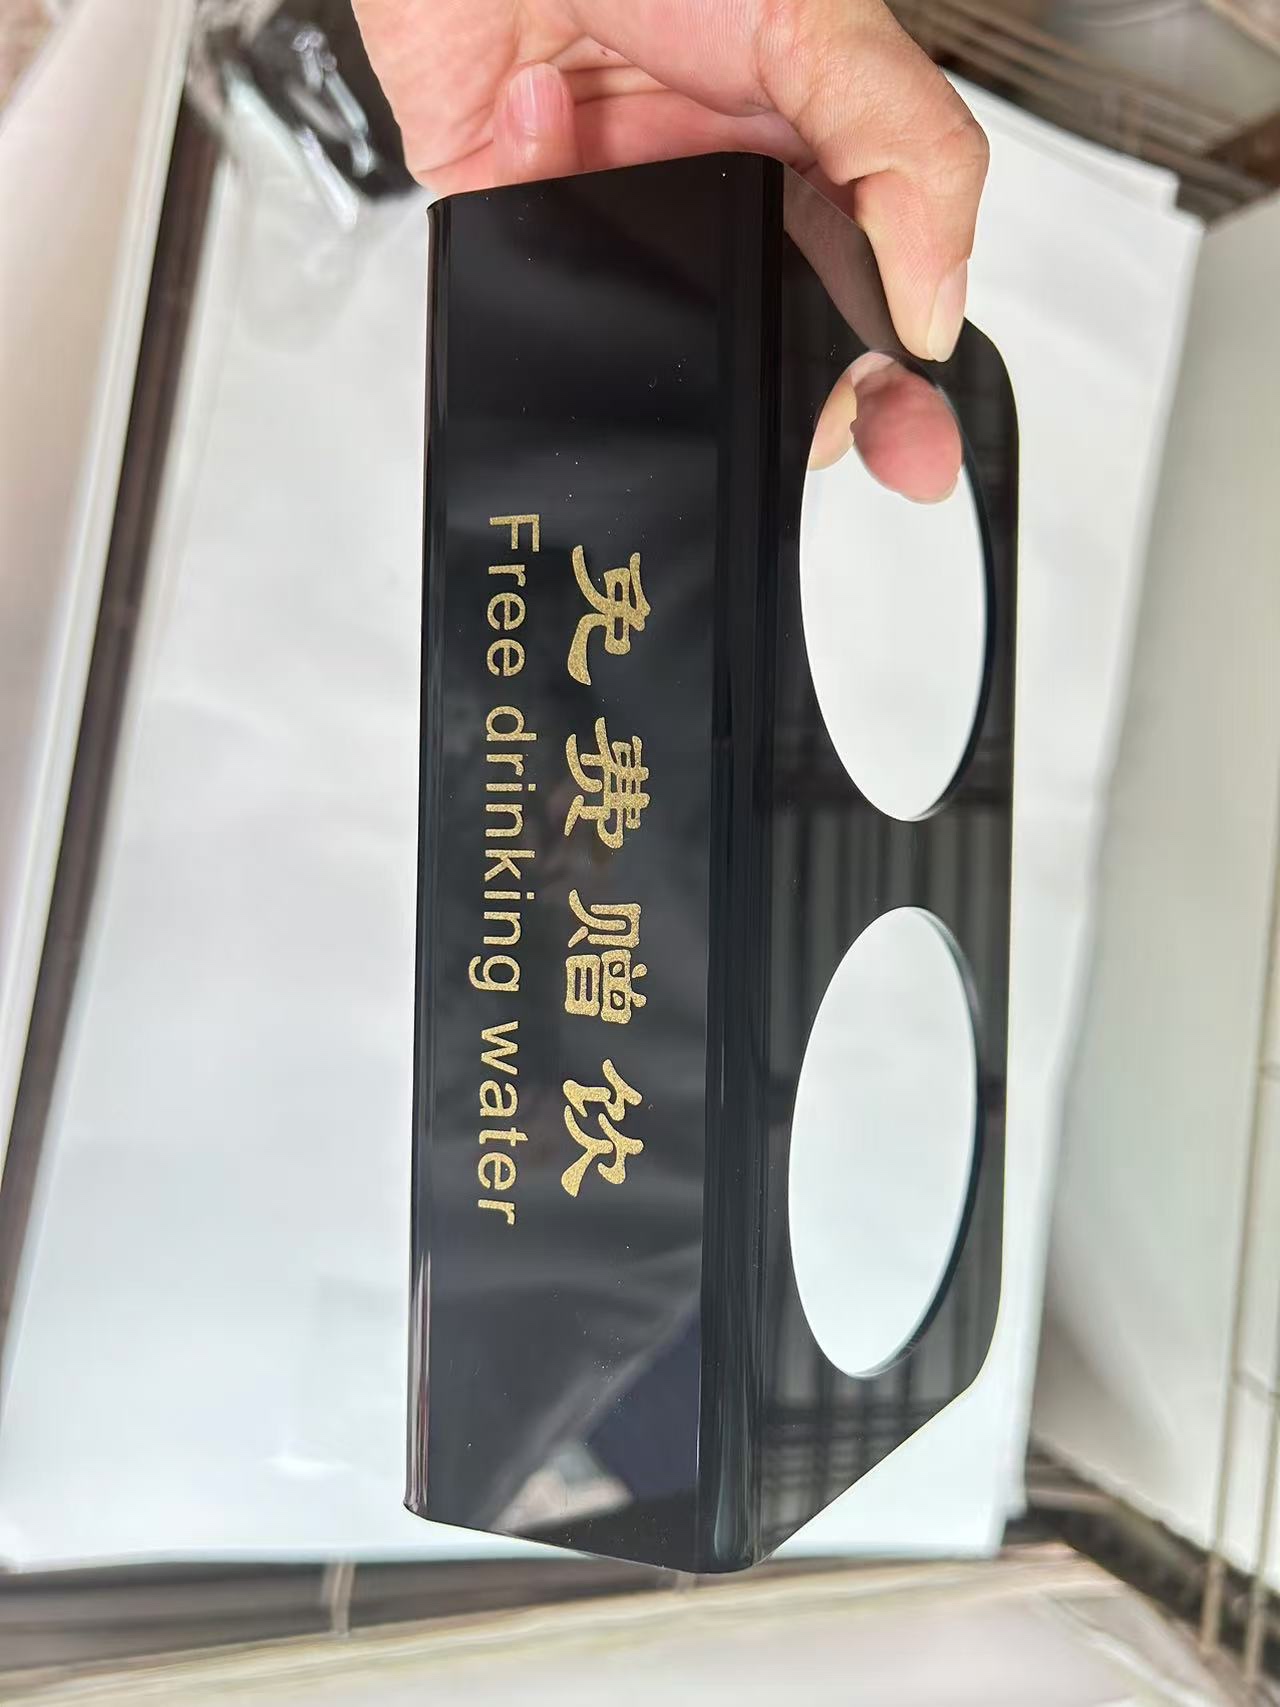 免费赠饮
Free drinking water